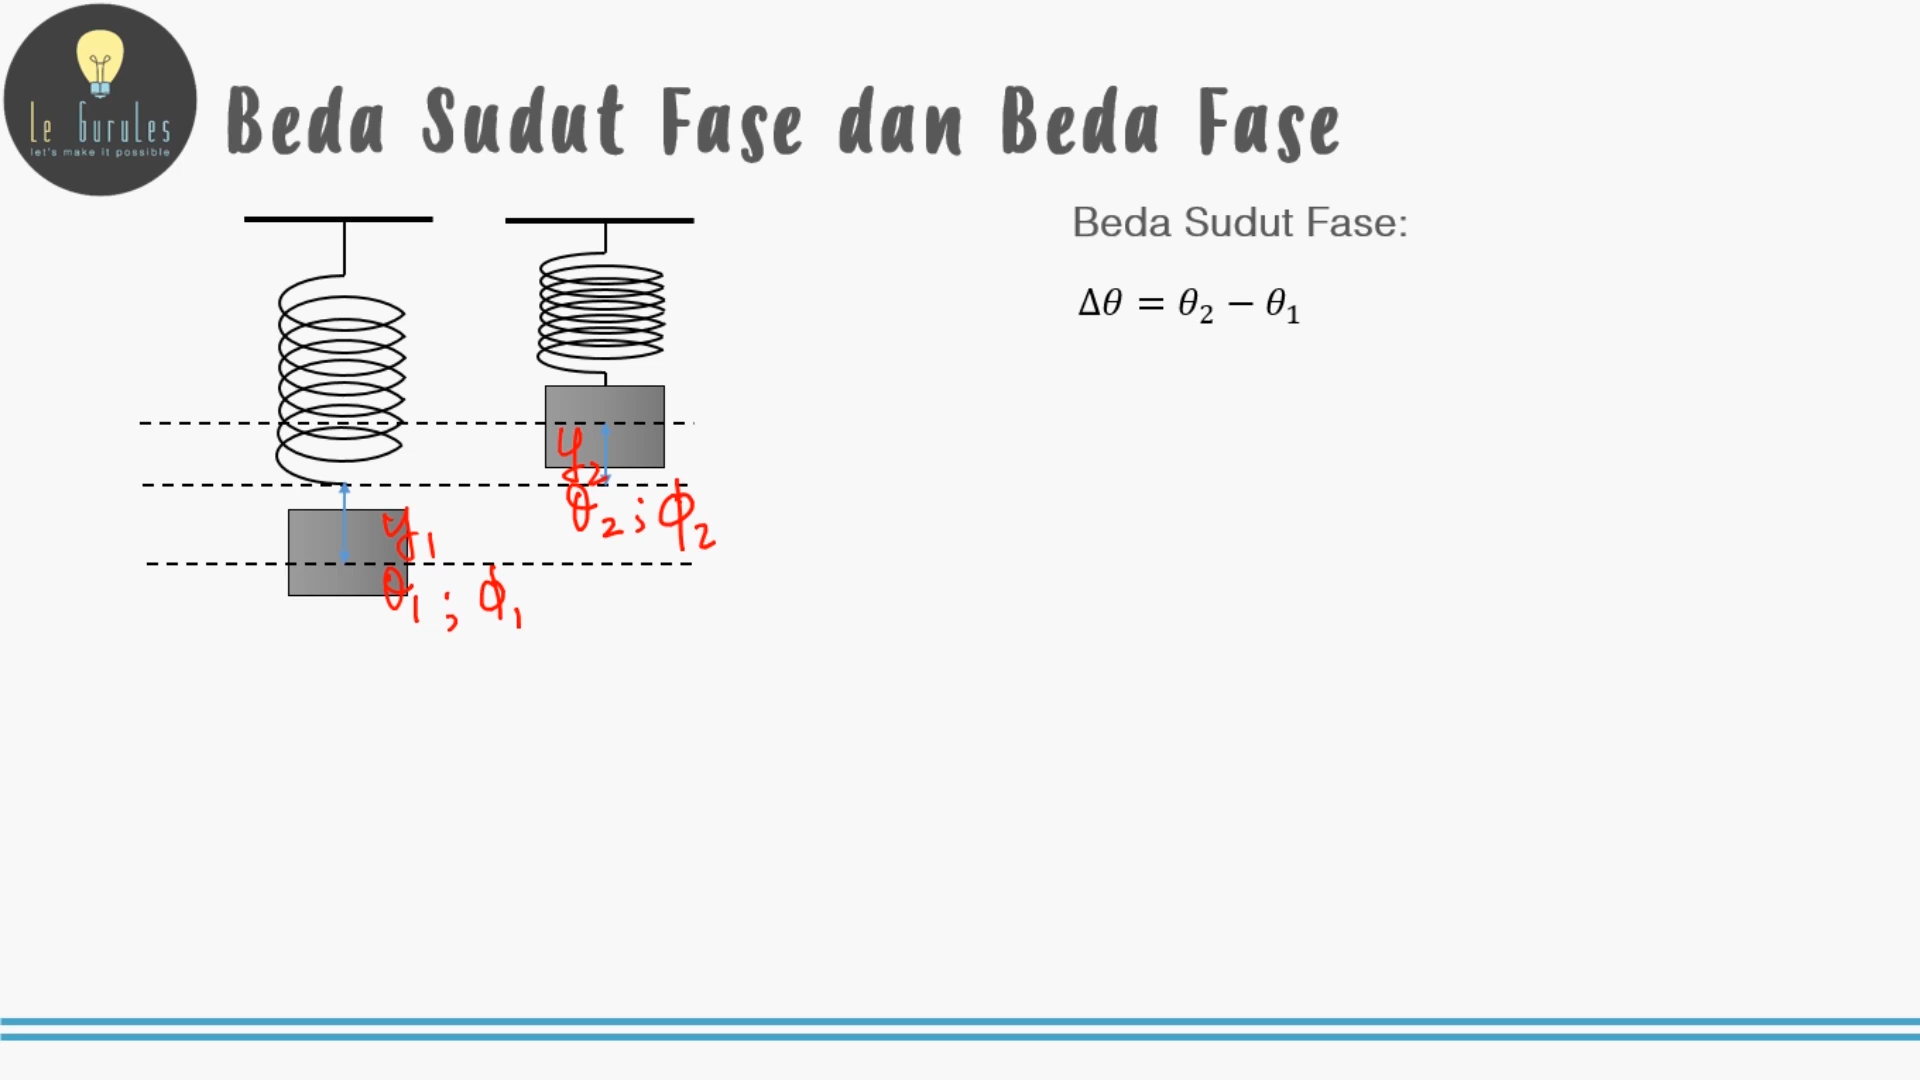 Le Gurules
let's make it possible
Beda Sudut Fase dan Beda Fase
Beda Sudut Fase:
Δθ = θ₂ − θ₁
y₂
θ₂ ; ϕ₂
y₁
θ₁ ; ϕ₁